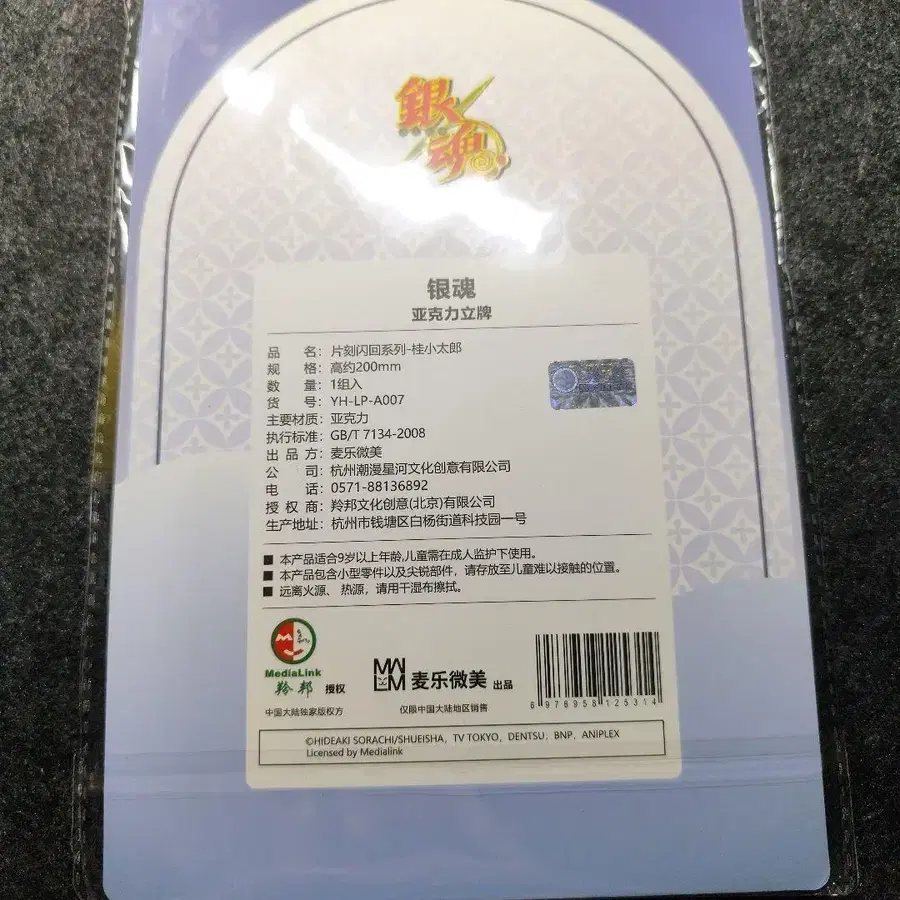 銀魂
银魂
亚克力立牌
品 名：片刻闪回系列-桂小太郎
规 格：高约200mm
数 量：1组入
货 号：YH-LP-A007
主要材质：亚克力
执行标准：GB/T 7134-2008
出 品 方：麦乐微美
公 司：杭州潮漫星河文化创意有限公司
电 话：0571-88136892
授 权 商：羚邦文化创意(北京)有限公司
生产地址：杭州市钱塘区白杨街道科技园一号
■ 本产品适合9岁以上年龄,儿童需在成人监护下使用。
■ 本产品包含小型零件以及尖锐部件，请存放至儿童难以接触的位置。
■ 远离火源、热源，请用干湿布擦拭。
MediaLink
羚邦 授权
中国大陆独家版权方
麦乐微美 出品
仅限中国大陆地区销售
6976958125314
©HIDEAKI SORACHI/SHUEISHA，TV TOKYO，DENTSU，BNP，ANIPLEX
Licensed by Medialink